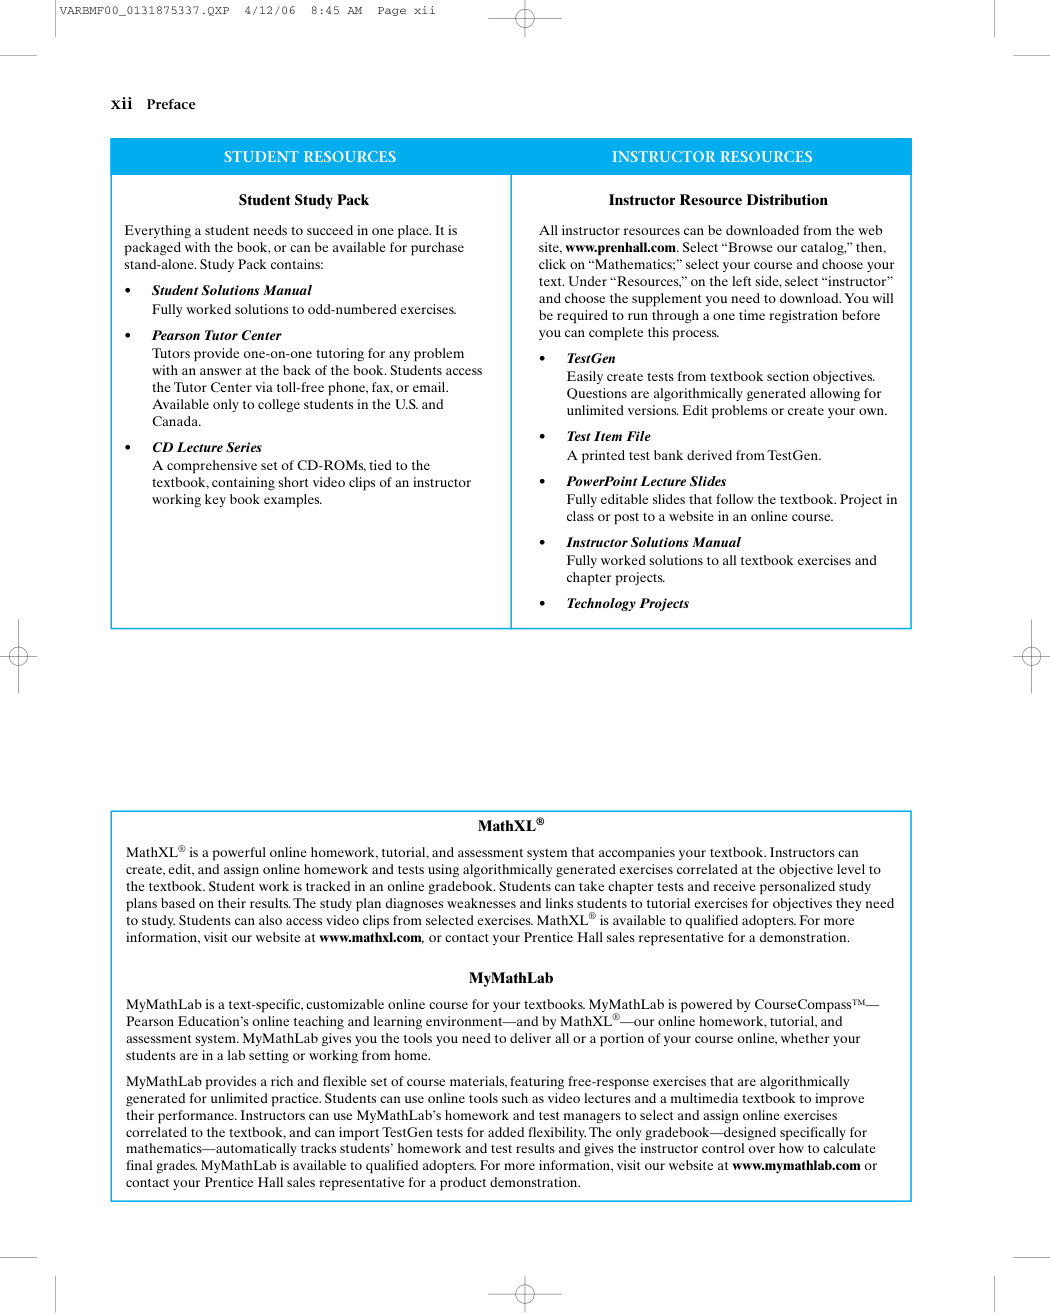 VARBMF00_0131875337.QXP 4/12/06 8:45 AM Page xii
xii Preface
STUDENT RESOURCES
Student Study Pack
Everything a student needs to succeed in one place. It is
packaged with the book, or can be available for purchase
stand-alone. Study Pack contains:
• Student Solutions Manual
Fully worked solutions to odd-numbered exercises.
• Pearson Tutor Center
Tutors provide one-on-one tutoring for any problem
with an answer at the back of the book. Students access
the Tutor Center via toll-free phone, fax, or email.
Available only to college students in the U.S. and
Canada.
• CD Lecture Series
A comprehensive set of CD-ROMs, tied to the
textbook, containing short video clips of an instructor
working key book examples.
INSTRUCTOR RESOURCES
Instructor Resource Distribution
All instructor resources can be downloaded from the web
site, www.prenhall.com. Select “Browse our catalog,” then,
click on “Mathematics;” select your course and choose your
text. Under “Resources,” on the left side, select “instructor”
and choose the supplement you need to download. You will
be required to run through a one time registration before
you can complete this process.
• TestGen
Easily create tests from textbook section objectives.
Questions are algorithmically generated allowing for
unlimited versions. Edit problems or create your own.
• Test Item File
A printed test bank derived from TestGen.
• PowerPoint Lecture Slides
Fully editable slides that follow the textbook. Project in
class or post to a website in an online course.
• Instructor Solutions Manual
Fully worked solutions to all textbook exercises and
chapter projects.
• Technology Projects
MathXL®
MathXL® is a powerful online homework, tutorial, and assessment system that accompanies your textbook. Instructors can
create, edit, and assign online homework and tests using algorithmically generated exercises correlated at the objective level to
the textbook. Student work is tracked in an online gradebook. Students can take chapter tests and receive personalized study
plans based on their results. The study plan diagnoses weaknesses and links students to tutorial exercises for objectives they need
to study. Students can also access video clips from selected exercises. MathXL® is available to qualified adopters. For more
information, visit our website at www.mathxl.com, or contact your Prentice Hall sales representative for a demonstration.
MyMathLab
MyMathLab is a text-specific, customizable online course for your textbooks. MyMathLab is powered by CourseCompass™—
Pearson Education’s online teaching and learning environment—and by MathXL®—our online homework, tutorial, and
assessment system. MyMathLab gives you the tools you need to deliver all or a portion of your course online, whether your
students are in a lab setting or working from home.
MyMathLab provides a rich and flexible set of course materials, featuring free-response exercises that are algorithmically
generated for unlimited practice. Students can use online tools such as video lectures and a multimedia textbook to improve
their performance. Instructors can use MyMathLab’s homework and test managers to select and assign online exercises
correlated to the textbook, and can import TestGen tests for added flexibility. The only gradebook—designed specifically for
mathematics—automatically tracks students’ homework and test results and gives the instructor control over how to calculate
final grades. MyMathLab is available to qualified adopters. For more information, visit our website at www.mymathlab.com or
contact your Prentice Hall sales representative for a product demonstration.